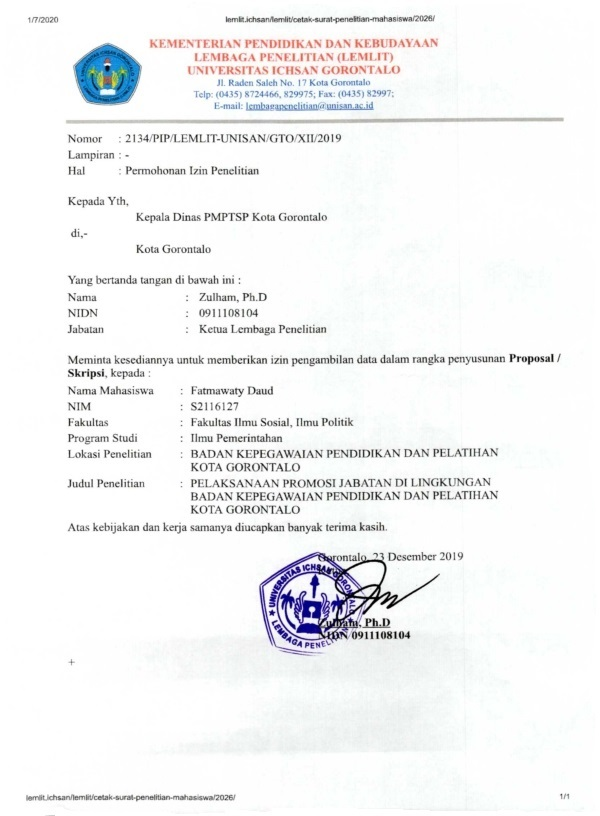 1/7/2020 lemlit.ichsan/lemlit/cetak-surat-penelitian-mahasiswa/2026/
KEMENTERIAN PENDIDIKAN DAN KEBUDAYAAN
LEMBAGA PENELITIAN (LEMLIT)
UNIVERSITAS ICHSAN GORONTALO
Jl. Raden Saleh No. 17 Kota Gorontalo
Telp: (0435) 8724466, 829975; Fax: (0435) 82997;
E-mail: lembagapenelitian@unisan.ac.id
Nomor : 2134/PIP/LEMLIT-UNISAN/GTO/XII/2019
Lampiran : -
Hal : Permohonan Izin Penelitian
Kepada Yth,
Kepala Dinas PMPTSP Kota Gorontalo
di,-
Kota Gorontalo
Yang bertanda tangan di bawah ini :
Nama : Zulham, Ph.D
NIDN : 0911108104
Jabatan : Ketua Lembaga Penelitian
Meminta kesediannya untuk memberikan izin pengambilan data dalam rangka penyusunan Proposal /
Skripsi, kepada :
Nama Mahasiswa : Fatmawaty Daud
NIM : S2116127
Fakultas : Fakultas Ilmu Sosial, Ilmu Politik
Program Studi : Ilmu Pemerintahan
Lokasi Penelitian : BADAN KEPEGAWAIAN PENDIDIKAN DAN PELATIHAN
KOTA GORONTALO
Judul Penelitian : PELAKSANAAN PROMOSI JABATAN DI LINGKUNGAN
BADAN KEPEGAWAIAN PENDIDIKAN DAN PELATIHAN
KOTA GORONTALO
Atas kebijakan dan kerja samanya diucapkan banyak terima kasih.
Gorontalo, 23 Desember 2019
UNIVERSITAS ICHSAN GORONTALO
LEMBAGA PENELITIAN
Zulham, Ph.D
NIDN 0911108104
+
lemlit.ichsan/lemlit/cetak-surat-penelitian-mahasiswa/2026/ 1/1